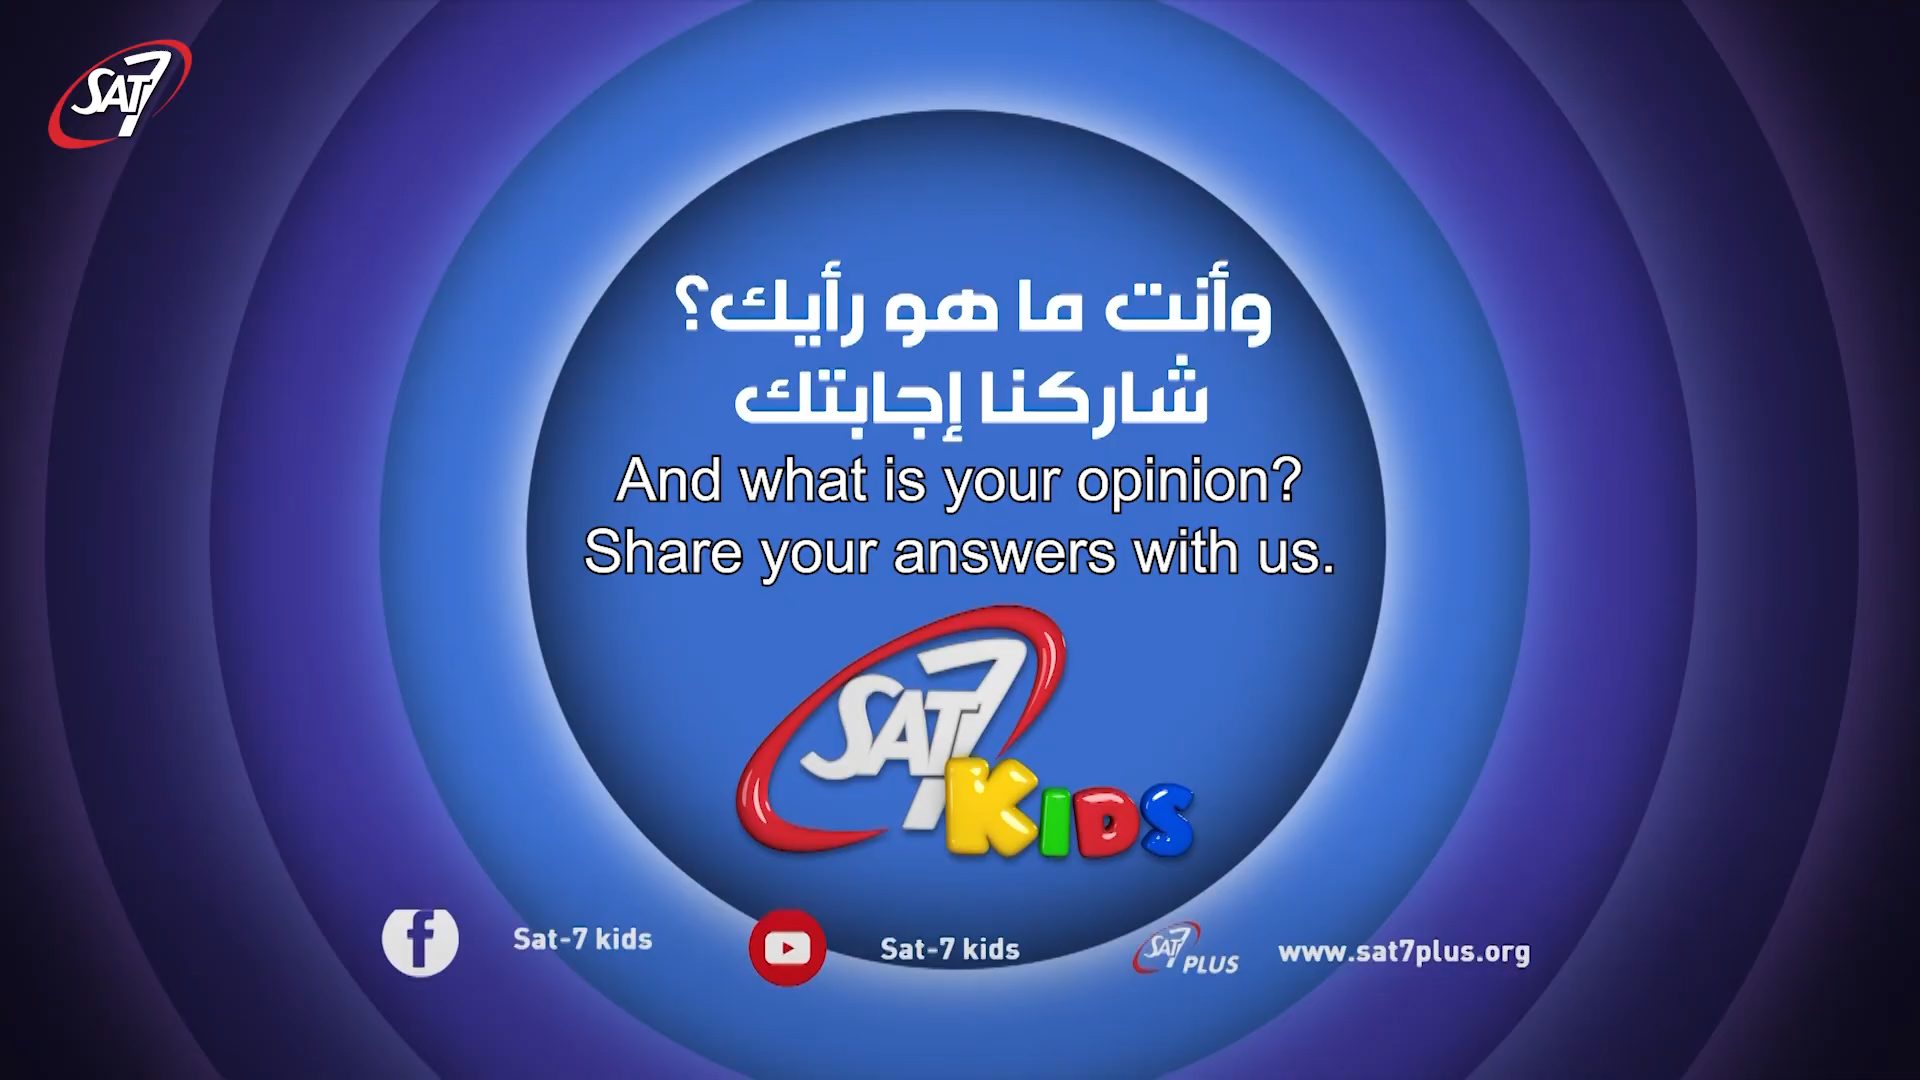 SAT7
وأنت ما هو رأيك؟
شاركنا إجابتك
And what is your opinion?
Share your answers with us.
SAT7
KIDS
Sat-7 kids
Sat-7 kids
SAT7 PLUS
www.sat7plus.org